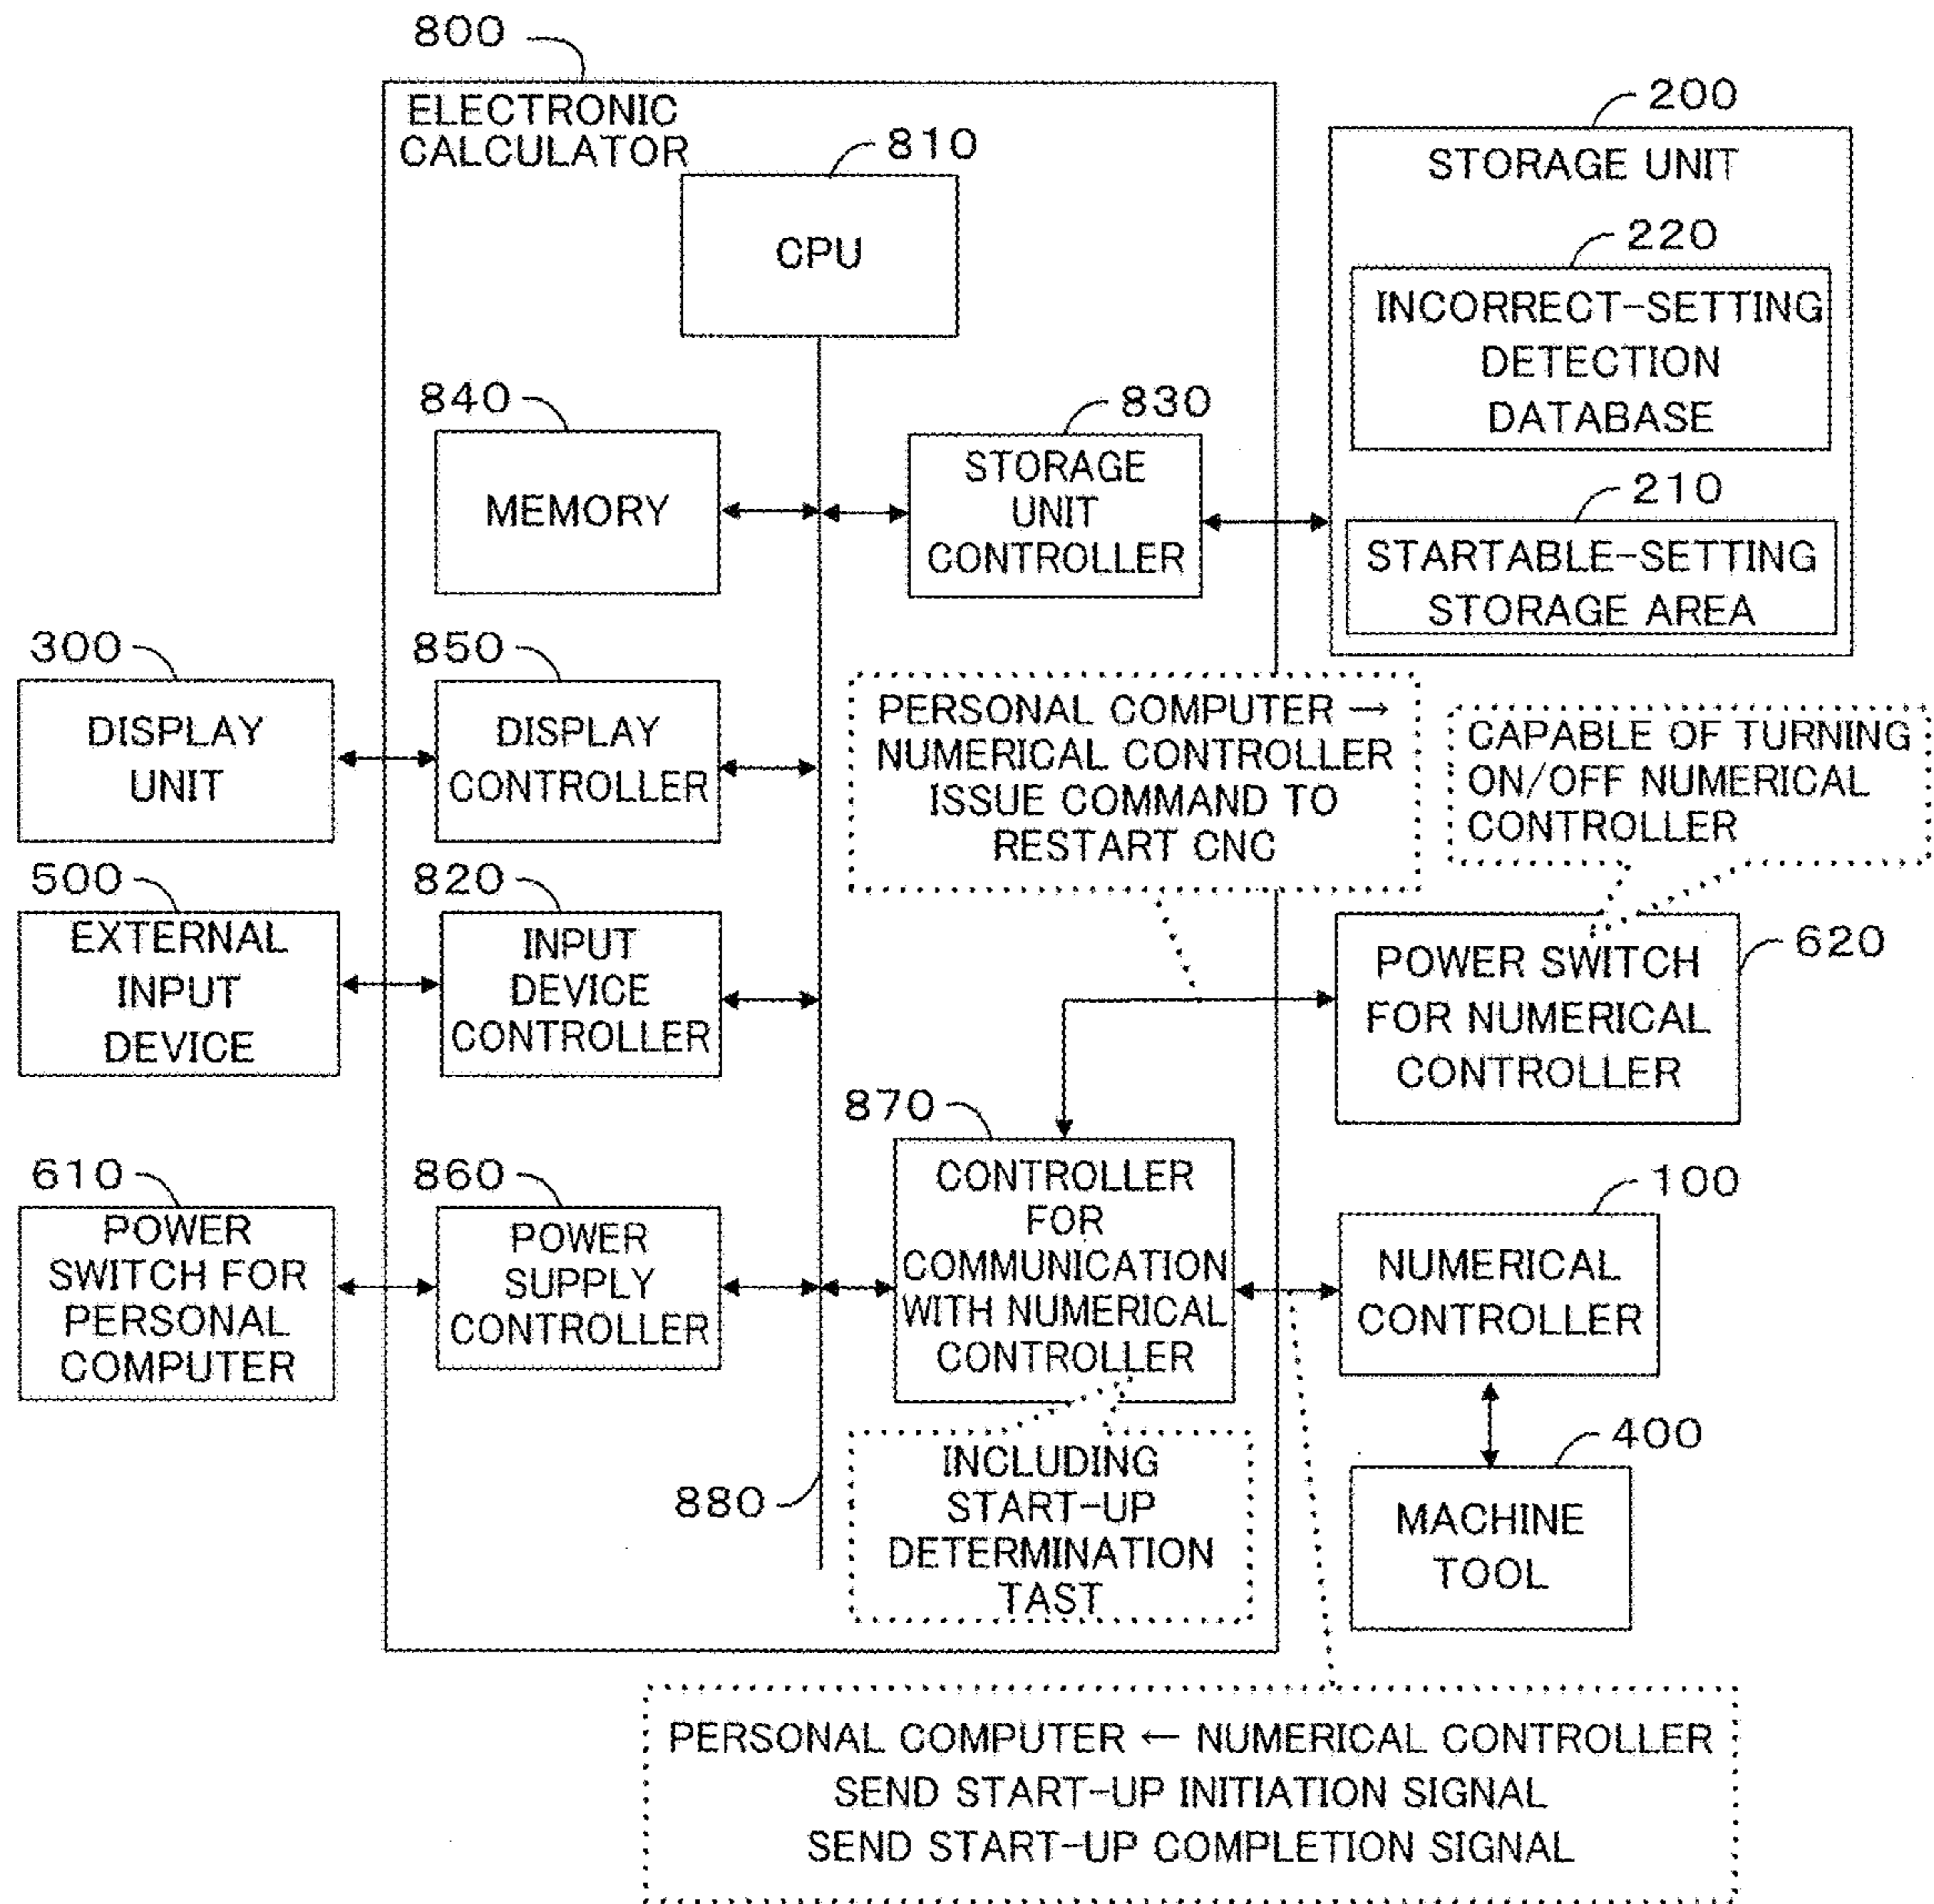 800
ELECTRONIC
CALCULATOR
810
CPU
200
STORAGE UNIT
220
INCORRECT-SETTING
DETECTION
DATABASE
210
STARTABLE-SETTING
STORAGE AREA
840
MEMORY
830
STORAGE
UNIT
CONTROLLER
300
DISPLAY
UNIT
850
DISPLAY
CONTROLLER
PERSONAL COMPUTER →
NUMERICAL CONTROLLER
ISSUE COMMAND TO
RESTART CNC
CAPABLE OF TURNING
ON/OFF NUMERICAL
CONTROLLER
500
EXTERNAL
INPUT
DEVICE
820
INPUT
DEVICE
CONTROLLER
620
POWER SWITCH
FOR NUMERICAL
CONTROLLER
610
POWER
SWITCH FOR
PERSONAL
COMPUTER
860
POWER
SUPPLY
CONTROLLER
870
CONTROLLER
FOR
COMMUNICATION
WITH NUMERICAL
CONTROLLER
100
NUMERICAL
CONTROLLER
880
INCLUDING
START-UP
DETERMINATION
TAST
400
MACHINE
TOOL
PERSONAL COMPUTER ← NUMERICAL CONTROLLER
SEND START-UP INITIATION SIGNAL
SEND START-UP COMPLETION SIGNAL